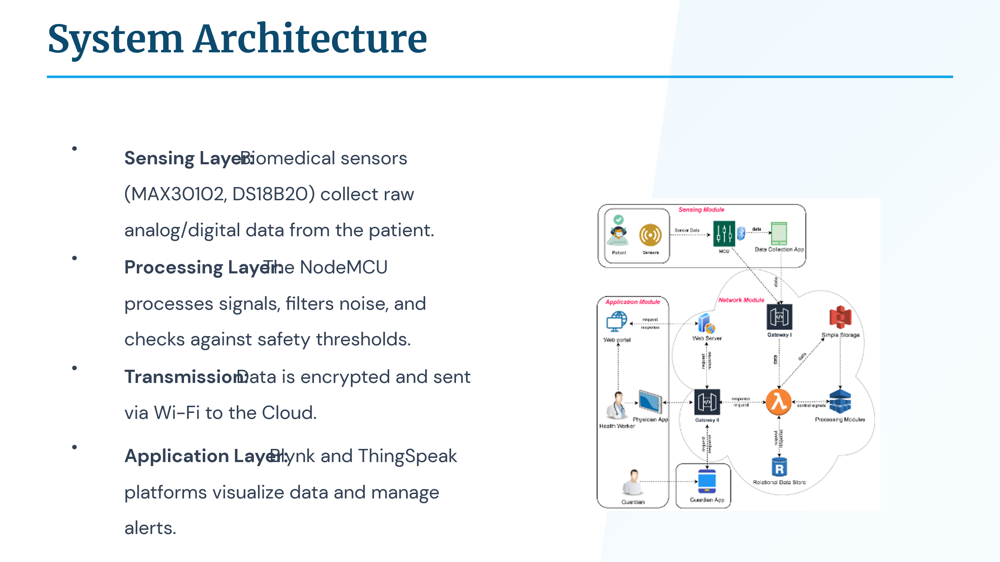 System Architecture
• Sensing Layer: Biomedical sensors
(MAX30102, DS18B20) collect raw
analog/digital data from the patient.
• Processing Layer: The NodeMCU
processes signals, filters noise, and
checks against safety thresholds.
• Transmission: Data is encrypted and sent
via Wi-Fi to the Cloud.
• Application Layer: Blynk and ThingSpeak
platforms visualize data and manage
alerts.
Sensing Module
Patient
Sensors
Sensor Data
MCU
data
Data Collection App
data
Application Module
Network Module
Web portal
request
response
Web Server
Gateway I
Simple Storage
request
response
data
data
Health Worker
Physician App
Gateway II
response
request
λ
control signals
Processing Modules
request
response
request
response
R
Relational Data Store
Guardian
Guardian App